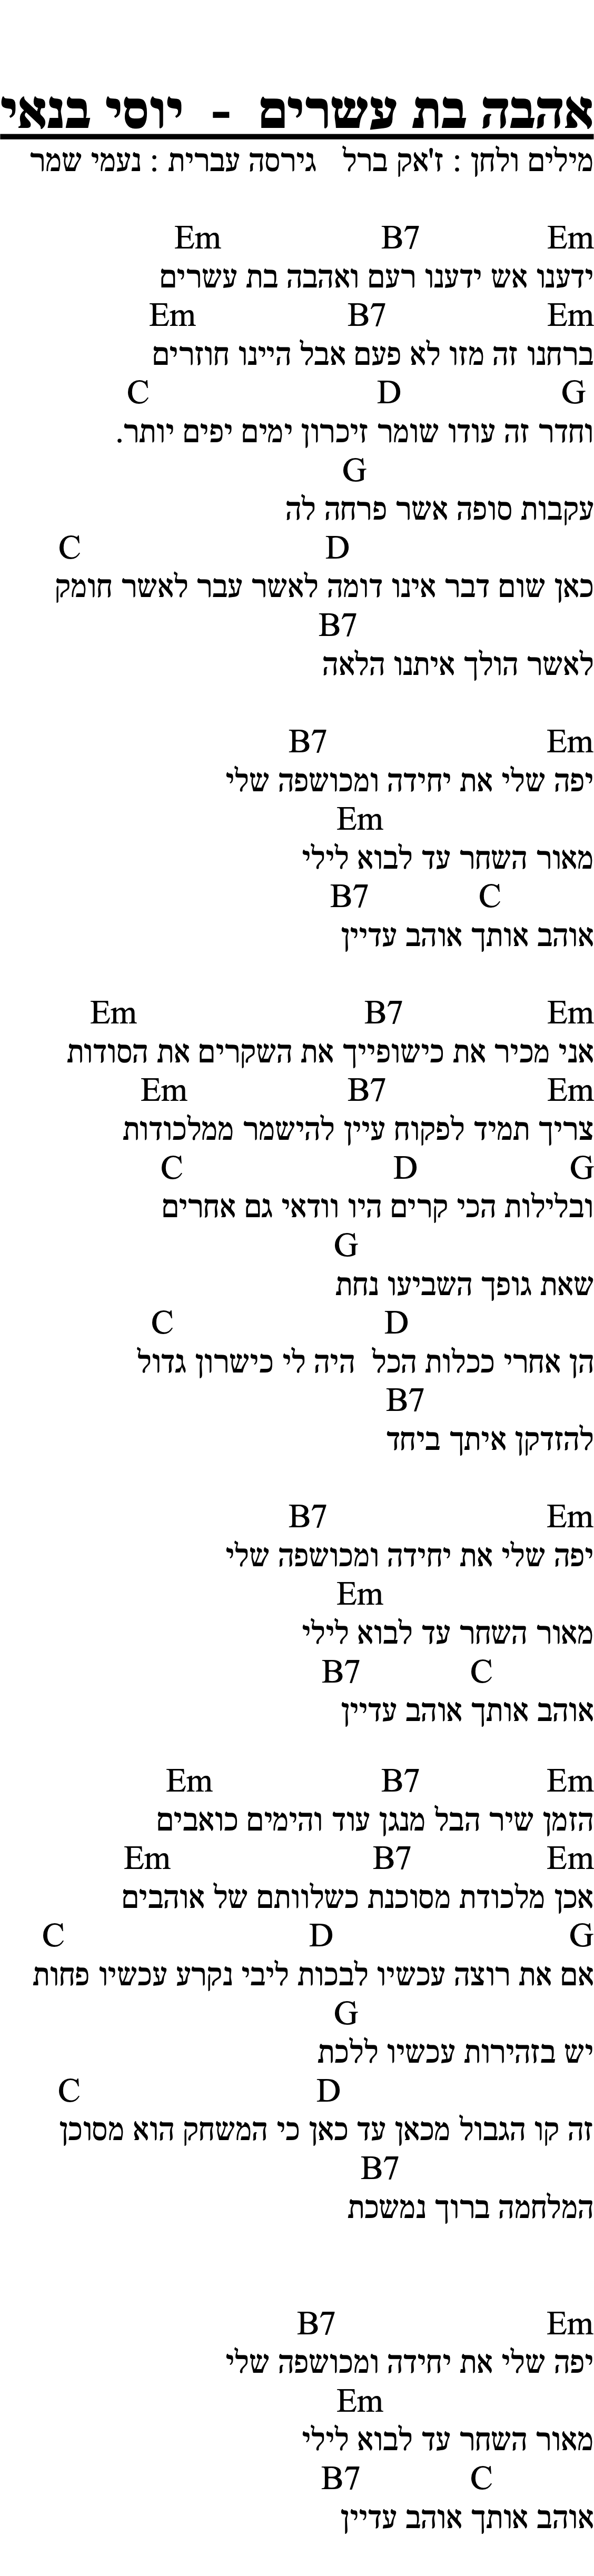 אהבה בת עשרים - יוסי בנאי
מילים ולחן : ז'אק ברל גירסה עברית : נעמי שמר
Em B7 Em
ידענו אש ידענו רעם ואהבה בת עשרים
Em B7 Em
ברחנו זה מזו לא פעם אבל היינו חוזרים
G D C
וחדר זה עודו שומר זיכרון ימים יפים יותר.
G
עקבות סופה אשר פרחה לה
D C
כאן שום דבר אינו דומה לאשר עבר לאשר חומק
B7
לאשר הולך איתנו הלאה
Em B7
יפה שלי את יחידה ומכושפה שלי
Em
מאור השחר עד לבוא לילי
C B7
אוהב אותך אוהב עדיין
Em B7 Em
אני מכיר את כישופייך את השקרים את הסודות
Em B7 Em
צריך תמיד לפקוח עיין להישמר ממלכודות
G D C
ובלילות הכי קרים היו וודאי גם אחרים
G
שאת גופך השביעו נחת
D C
הן אחרי ככלות הכל היה לי כישרון גדול
B7
להזדקן איתך ביחד
Em B7
יפה שלי את יחידה ומכושפה שלי
Em
מאור השחר עד לבוא לילי
C B7
אוהב אותך אוהב עדיין
Em B7 Em
הזמן שיר הבל מנגן עוד והימים כואבים
Em B7 Em
אכן מלכודת מסוכנת כשלוותם של אוהבים
G D C
אם את רוצה עכשיו לבכות ליבי נקרע עכשיו פחות
G
יש בזהירות עכשיו ללכת
D C
זה קו הגבול מכאן עד כאן כי המשחק הוא מסוכן
B7
המלחמה ברוך נמשכת
Em B7
יפה שלי את יחידה ומכושפה שלי
Em
מאור השחר עד לבוא לילי
C B7
אוהב אותך אוהב עדיין